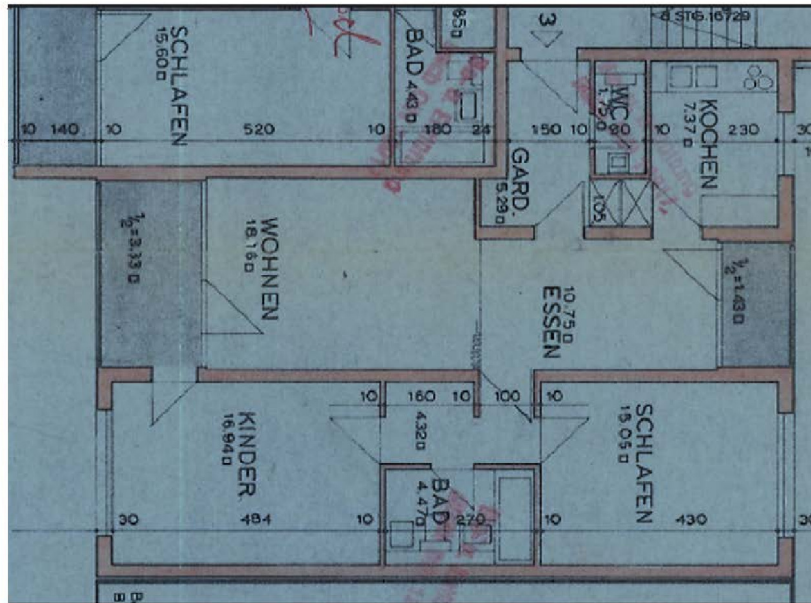 SCHLAFEN
15.60 □
BAD 4.43 □
3
WC
1.75 □
KOCHEN
7.37 □
10 140
10
520
10
180
24
150
10
10
230
GARD.
5.29 □
1.05
½=3.33 □
WOHNEN
18.16 □
10.75 □
ESSEN
½=1.43 □
10 160 10 100 10
KINDER
16.94 □
4.32 □
BAD
4.47 □
SCHLAFEN
30
484
10
270
10
430